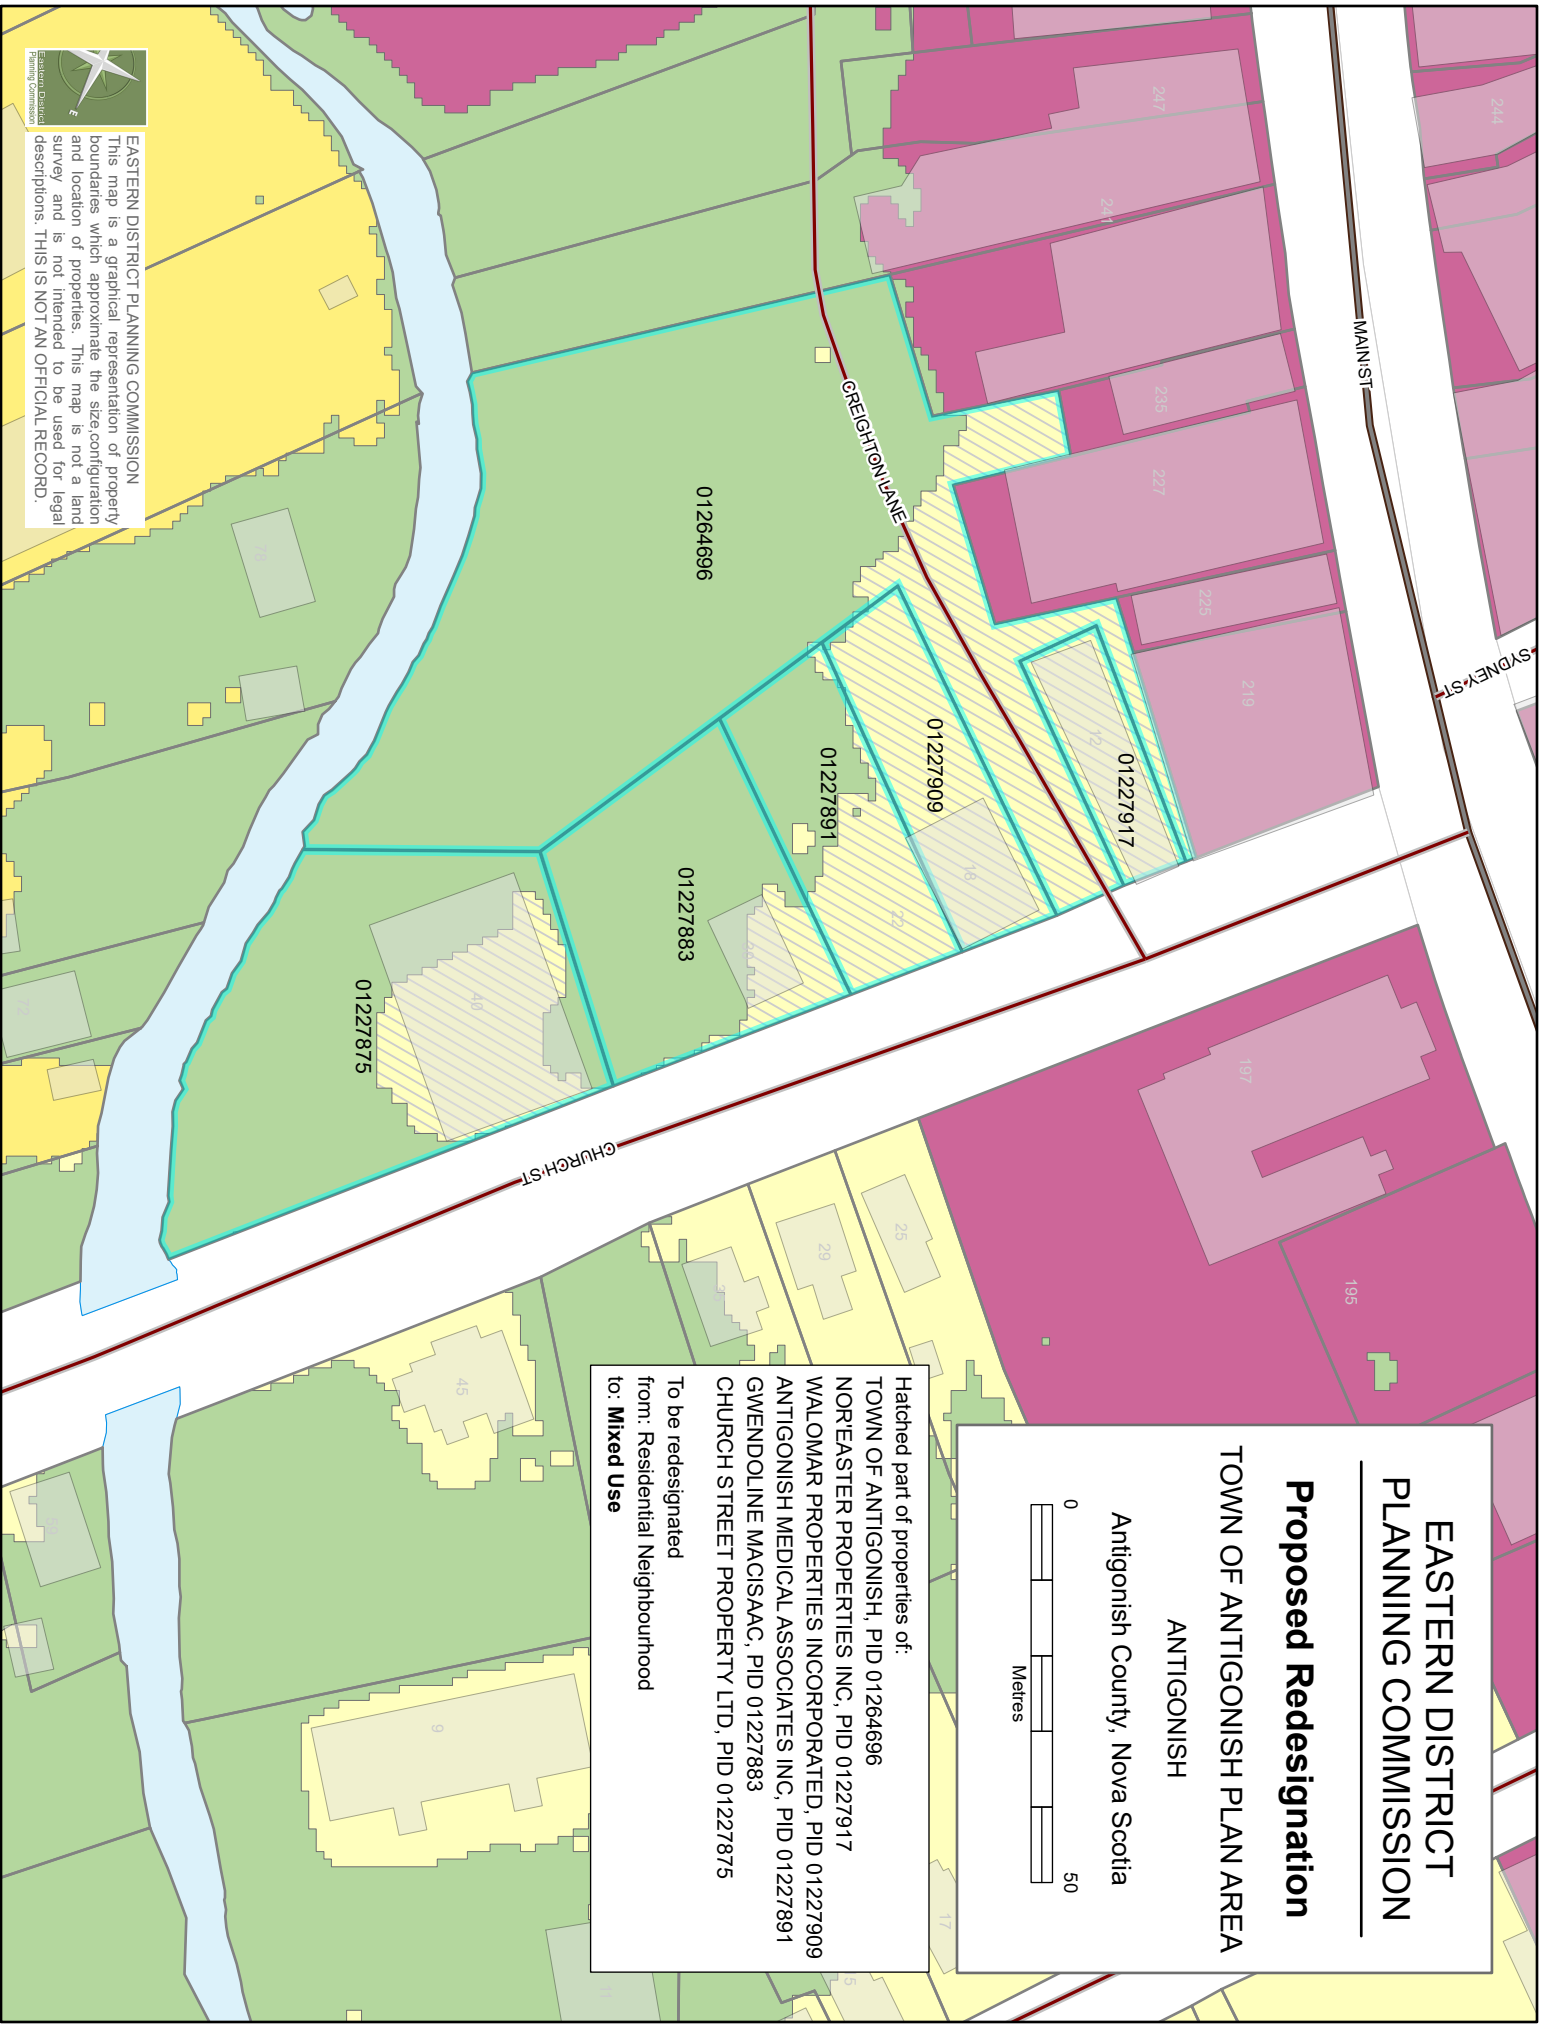 EASTERN DISTRICT
PLANNING COMMISSION
Proposed Redesignation
TOWN OF ANTIGONISH PLAN AREA
ANTIGONISH
Antigonish County, Nova Scotia
0
50
Metres
Hatched part of properties of:
TOWN OF ANTIGONISH, PID 01264696
NOR'EASTER PROPERTIES INC, PID 01227917
WALOMAR PROPERTIES INCORPORATED, PID 01227909
ANTIGONISH MEDICAL ASSOCIATES INC, PID 01227891
GWENDOLINE MACISAAC, PID 01227883
CHURCH STREET PROPERTY LTD, PID 01227875
To be redesignated
from: Residential Neighbourhood
to: Mixed Use
MAIN ST
SYDNEY ST
CREIGHTON LANE
CHURCH ST
01264696
01227917
01227909
01227891
01227883
01227875
244
247
241
235
227
225
219
12
18
22
40
197
195
25
29
45
78
72
69
9
17
11
E
Eastern District
Planning Commission
EASTERN DISTRICT PLANNING COMMISSION
This map is a graphical representation of property
boundaries which approximate the size,configuration
and location of properties. This map is not a land
survey and is not intended to be used for legal
descriptions. THIS IS NOT AN OFFICIAL RECORD.